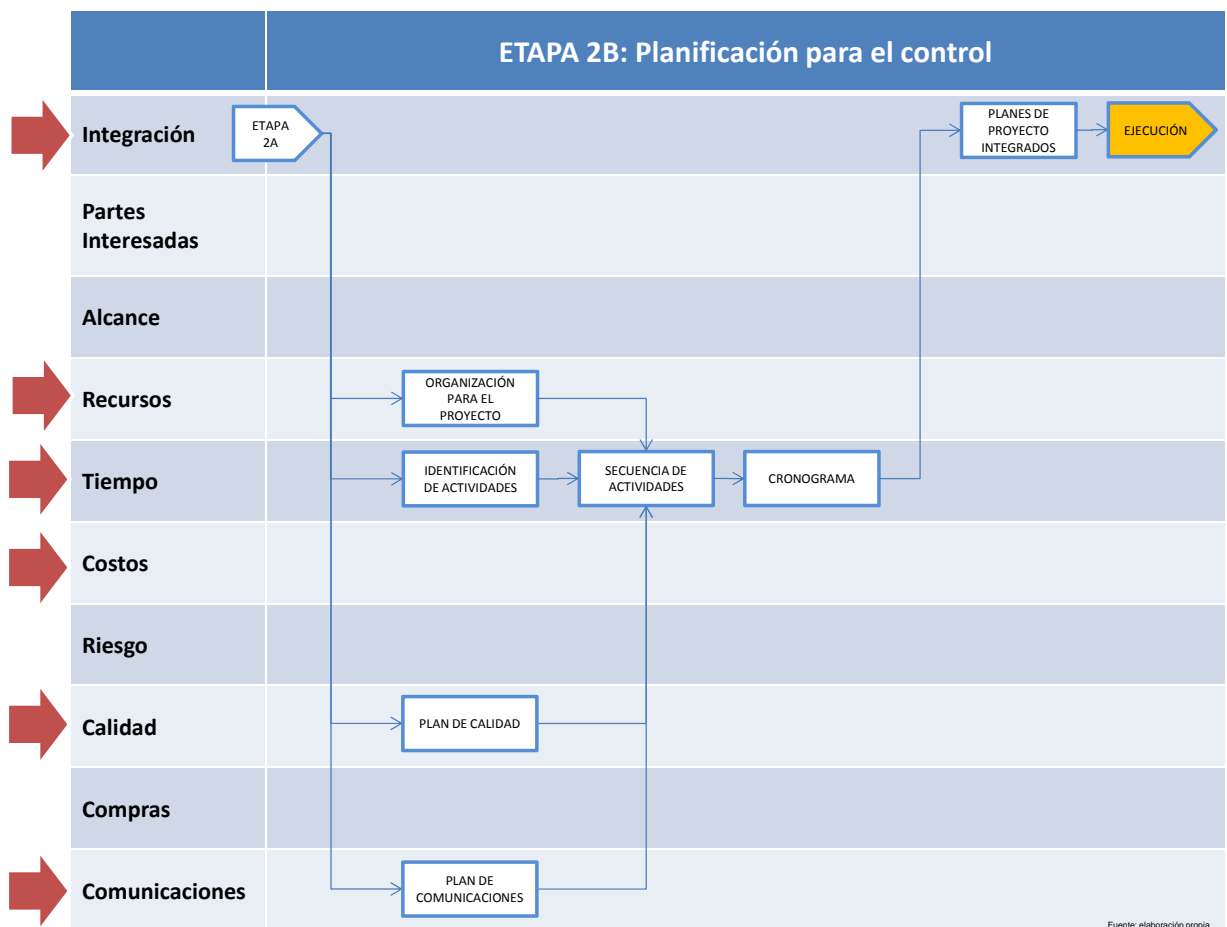 ETAPA 2B: Planificación para el control
Integración
ETAPA
2A
PLANES DE
PROYECTO
INTEGRADOS
EJECUCIÓN
Partes
Interesadas
Alcance
Recursos
ORGANIZACIÓN
PARA EL
PROYECTO
Tiempo
IDENTIFICACIÓN
DE ACTIVIDADES
SECUENCIA DE
ACTIVIDADES
CRONOGRAMA
Costos
Riesgo
Calidad
PLAN DE CALIDAD
Compras
Comunicaciones
PLAN DE
COMUNICACIONES
Fuente: elaboración propia